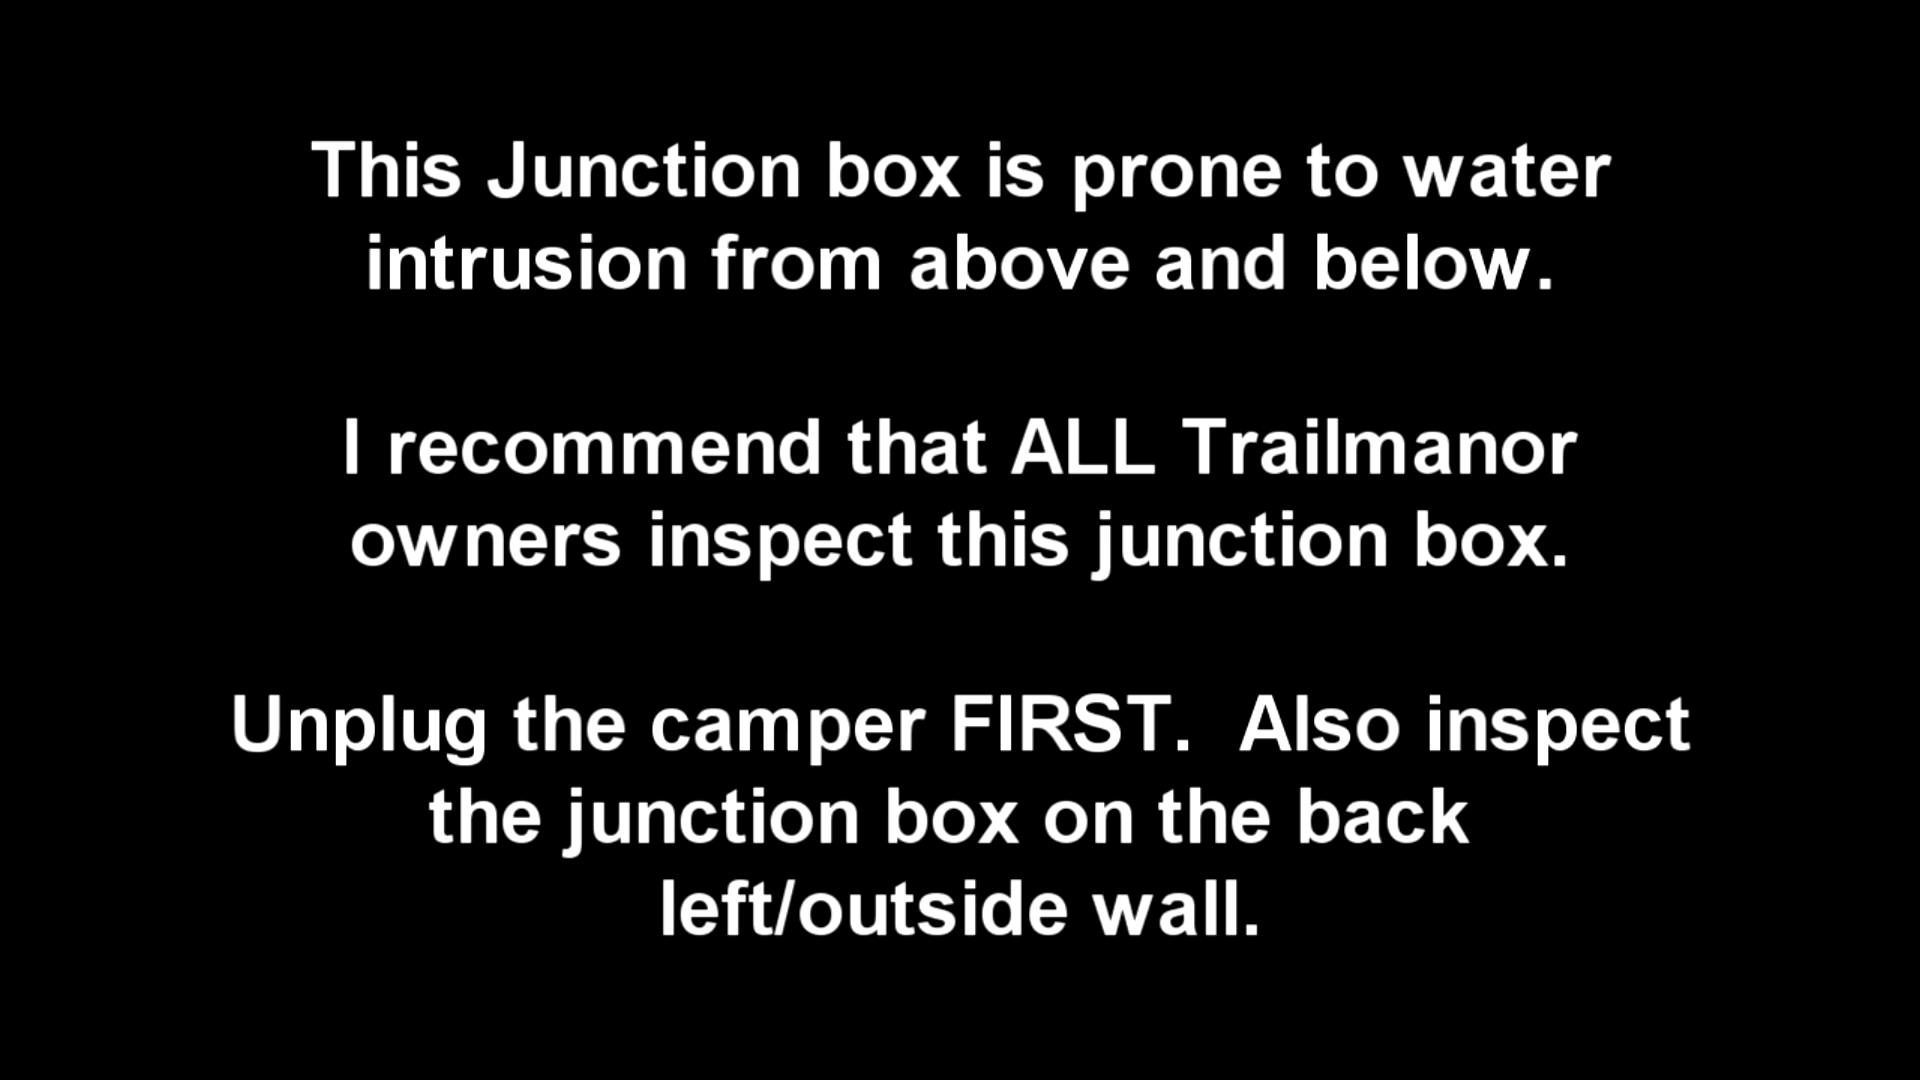 This Junction box is prone to water
intrusion from above and below.
I recommend that ALL Trailmanor
owners inspect this junction box.
Unplug the camper FIRST.  Also inspect
the junction box on the back
left/outside wall.